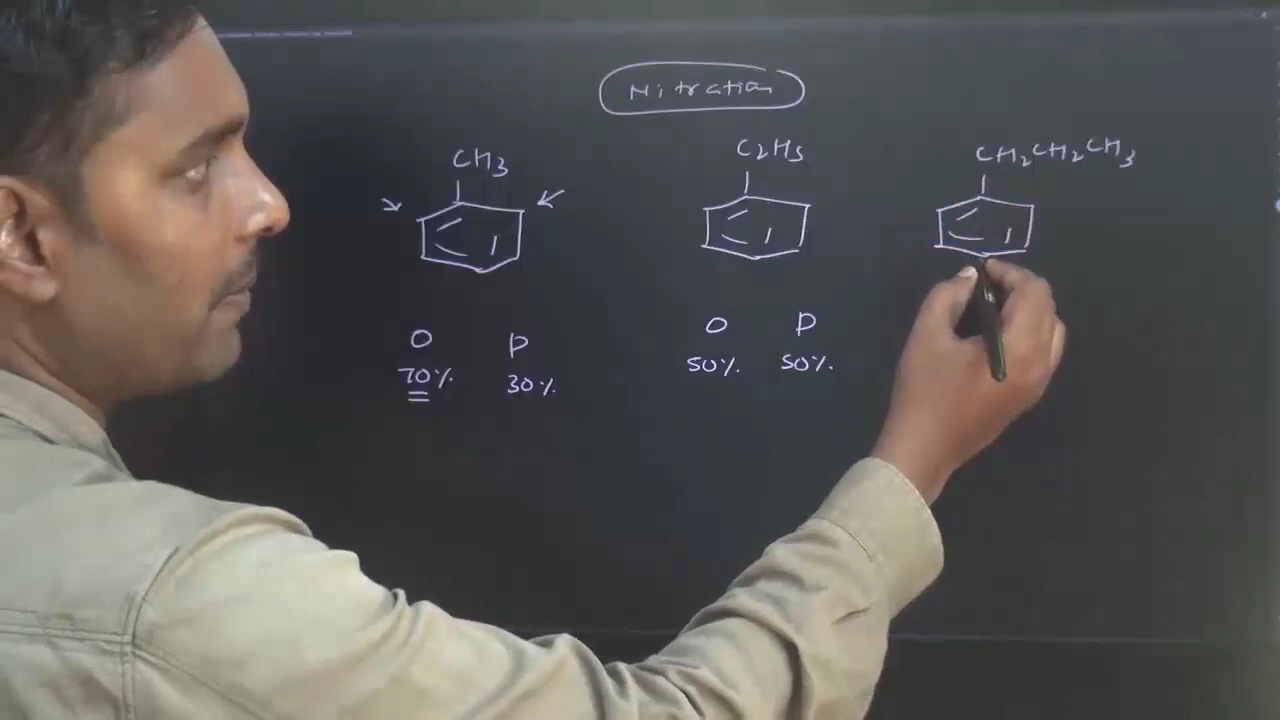 Nitration
CH3
C2H5
CH2CH2CH3
O P
70% 30%
O P
50% 50%